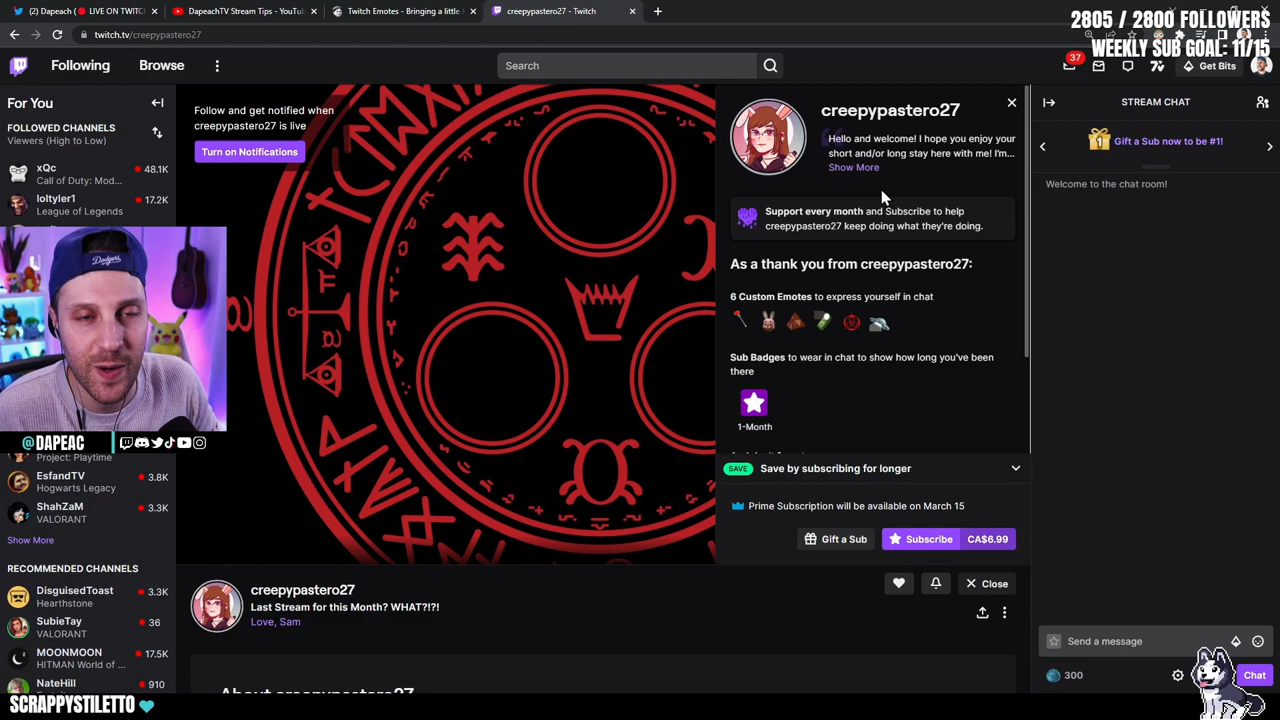 (2) Dapeach ( LIVE ON TWITC
DapeachTV Stream Tips - YouTu
Twitch Emotes - Bringing a little
creepypastero27 - Twitch
twitch.tv/creepypastero27
2805 / 2800 FOLLOWERS
WEEKLY SUB GOAL: 11/15
Following
Browse
Search
37
Get Bits
For You
FOLLOWED CHANNELS
Viewers (High to Low)
xQc
48.1K
Call of Duty: Mod...
loltyler1
17.2K
League of Legends
Dodgers
@DAPEAC
Project: Playtime
EsfandTV
3.8K
Hogwarts Legacy
ShahZaM
3.3K
VALORANT
Show More
RECOMMENDED CHANNELS
DisguisedToast
3.3K
Hearthstone
SubieTay
36
VALORANT
MOONMOON
17.5K
HITMAN World of ...
NateHill
910
SCRAPPYSTILETTO
Follow and get notified when
creepypastero27 is live
Turn on Notifications
creepypastero27
Hello and welcome! I hope you enjoy your
short and/or long stay here with me! I'm...
Show More
Support every month and Subscribe to help
creepypastero27 keep doing what they're doing.
As a thank you from creepypastero27:
6 Custom Emotes to express yourself in chat
Sub Badges to wear in chat to show how long you've been
there
1-Month
SAVE Save by subscribing for longer
Prime Subscription will be available on March 15
Gift a Sub
Subscribe
CA$6.99
creepypastero27
Last Stream for this Month? WHAT?!?!
Love, Sam
Close
About creepypastero27
STREAM CHAT
1
Gift a Sub now to be #1!
Welcome to the chat room!
Send a message
300
Chat